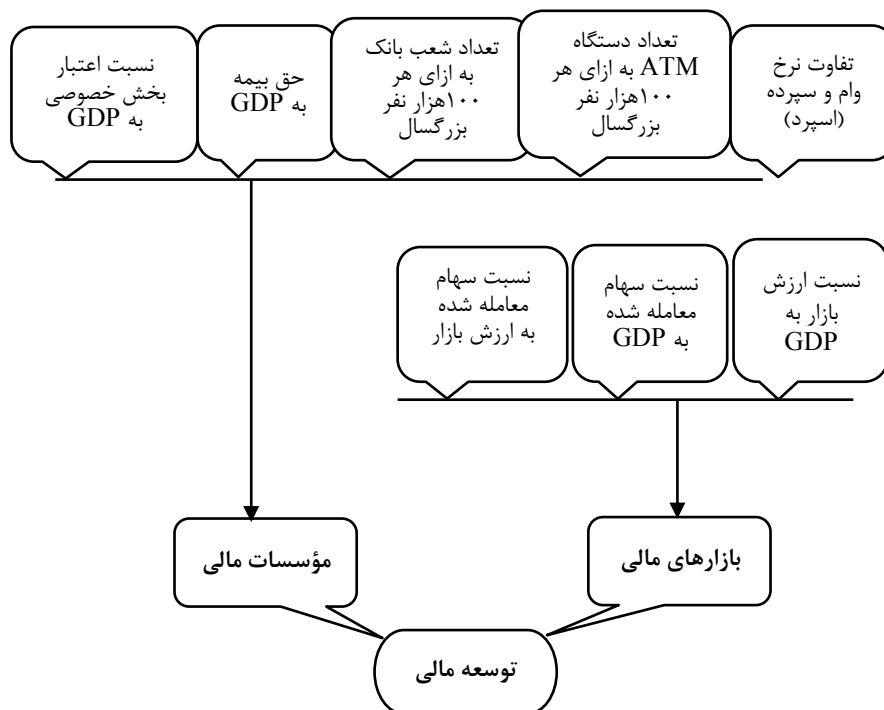 تفاوت نرخ
وام و سپرده
(اسپرد)
تعداد دستگاه
ATM به ازای هر
۱۰۰هزار نفر
بزرگسال
تعداد شعب بانک
به ازای هر
۱۰۰هزار نفر
بزرگسال
حق بیمه
به GDP
نسبت اعتبار
بخش خصوصی
به GDP
نسبت ارزش
بازار به
GDP
نسبت سهام
معامله شده
به GDP
نسبت سهام
معامله شده
به ارزش بازار
بازارهای مالی
مؤسسات مالی
توسعه مالی